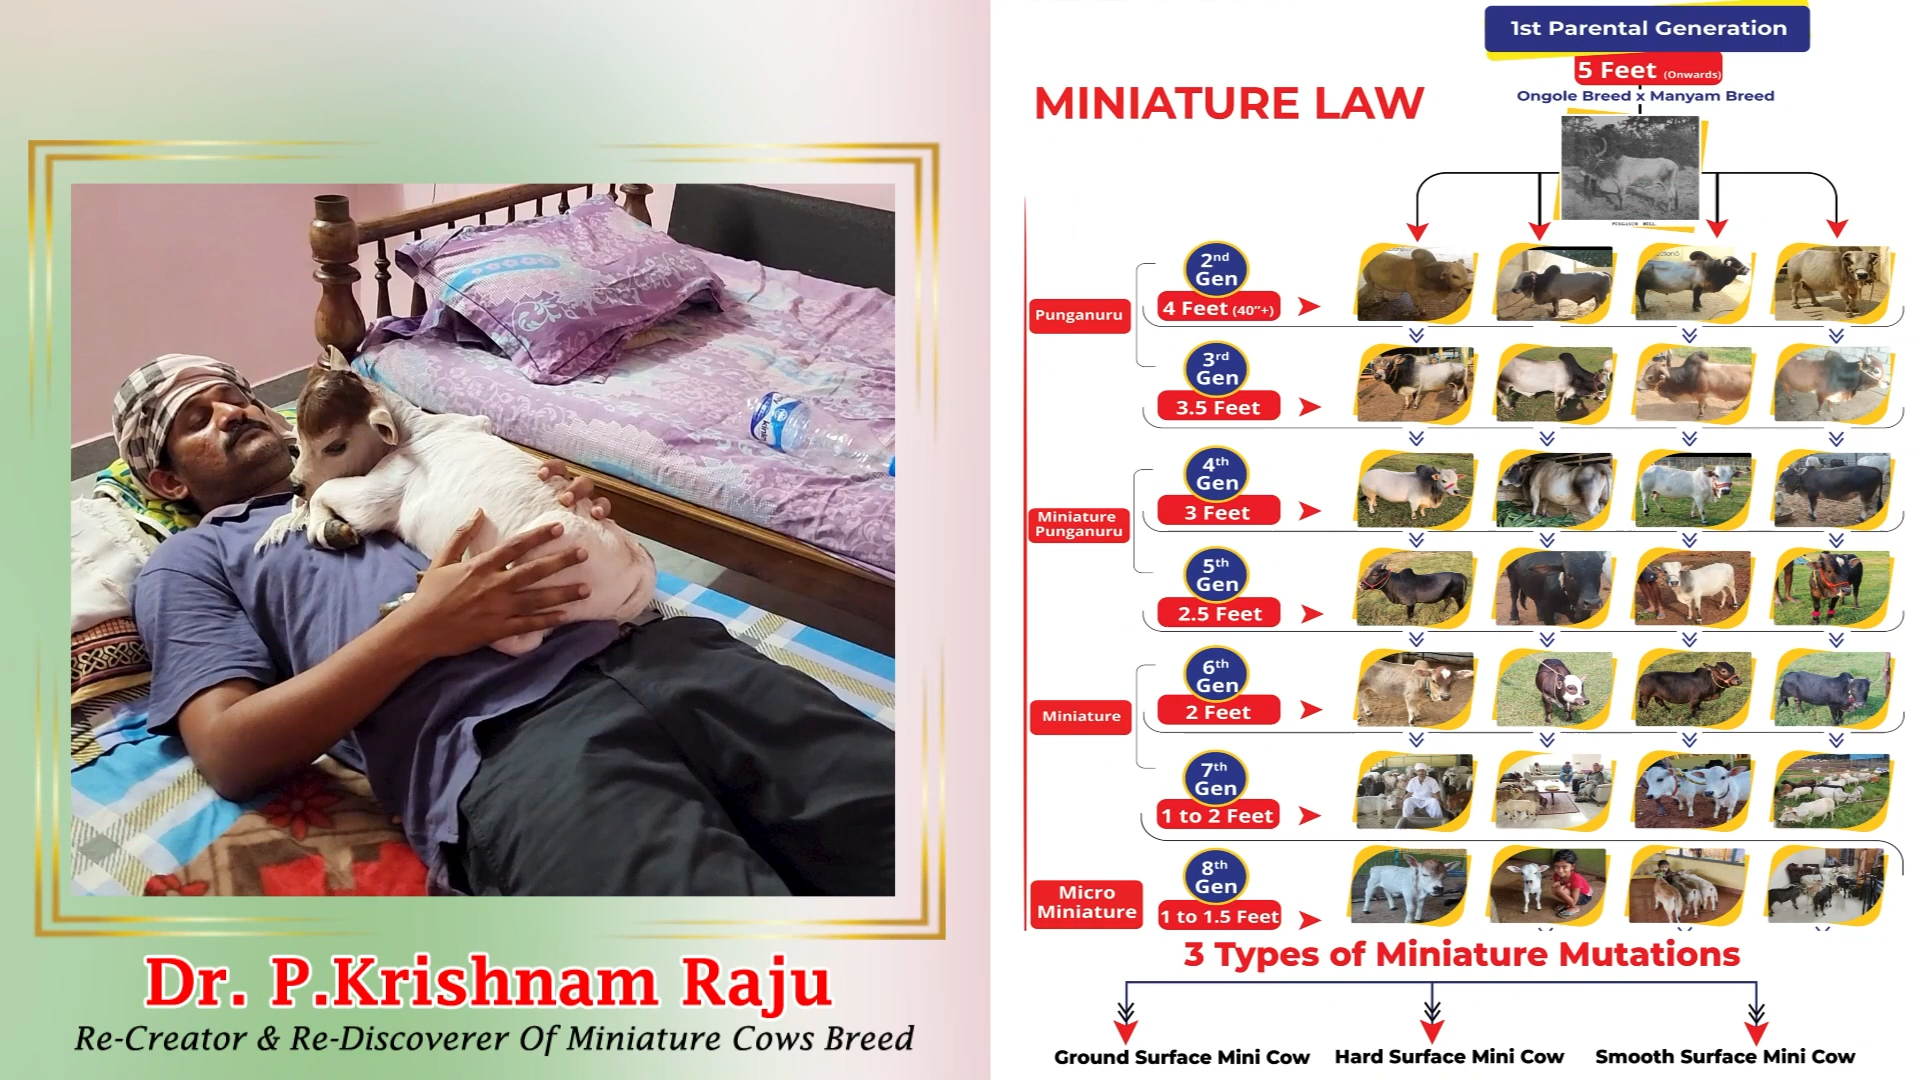 Dr. P.Krishnam Raju
Re-Creator & Re-Discoverer Of Miniature Cows Breed
MINIATURE LAW
1st Parental Generation
5 Feet (Onwards)
Ongole Breed x Manyam Breed
Punganuru
2nd Gen
4 Feet (40"+)
3rd Gen
3.5 Feet
Miniature
Punganuru
4th Gen
3 Feet
5th Gen
2.5 Feet
Miniature
6th Gen
2 Feet
7th Gen
1 to 2 Feet
Micro
Miniature
8th Gen
1 to 1.5 Feet
3 Types of Miniature Mutations
Ground Surface Mini Cow
Hard Surface Mini Cow
Smooth Surface Mini Cow